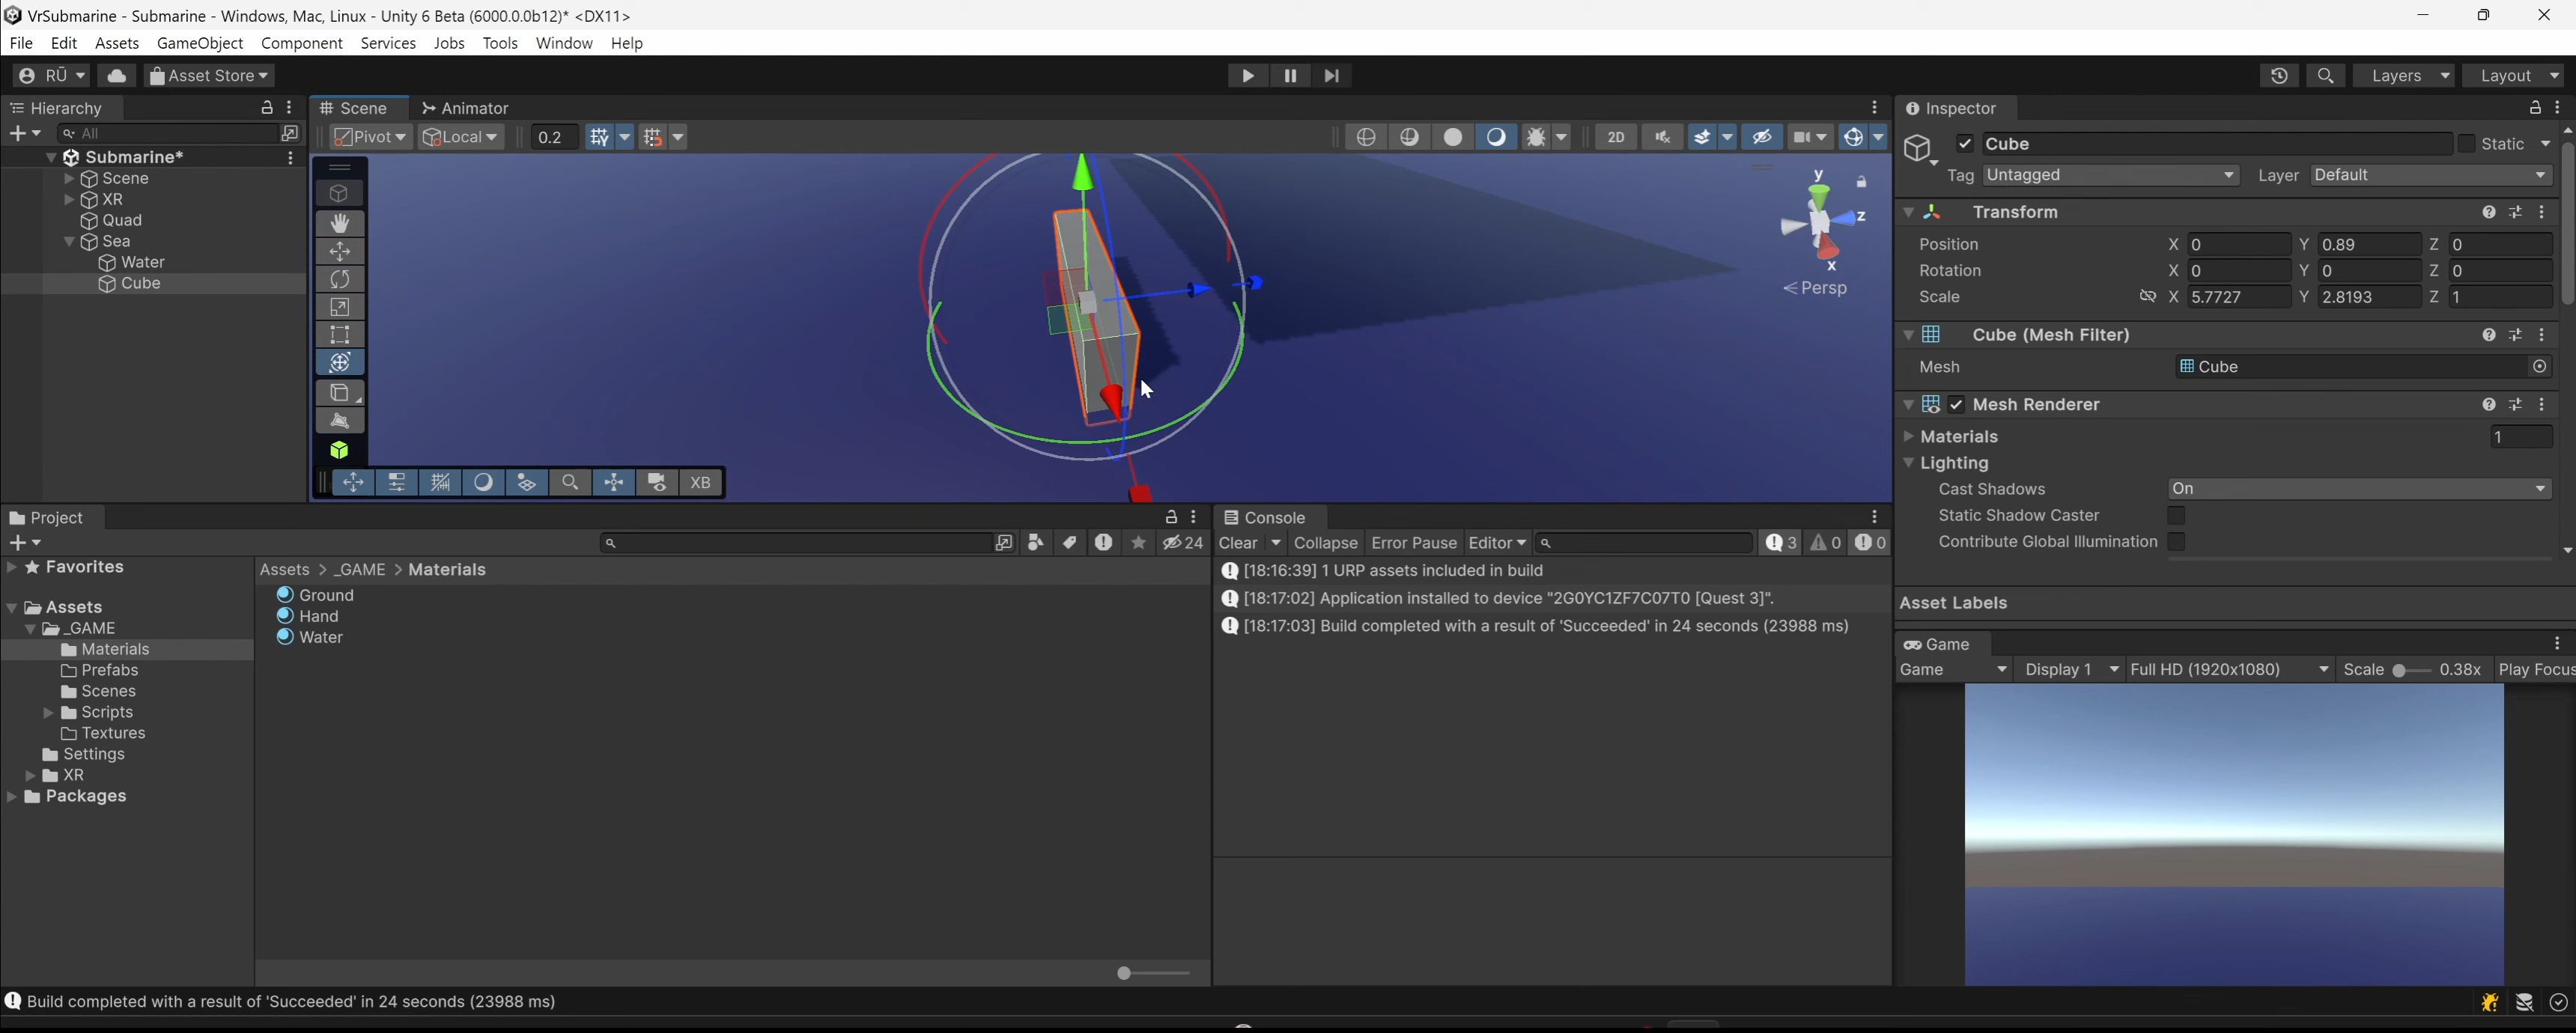 VrSubmarine - Submarine - Windows, Mac, Linux - Unity 6 Beta (6000.0.0b12)* <DX11>
File Edit Assets GameObject Component Services Jobs Tools Window Help
RŪ Asset Store Layers Layout
Hierarchy
All
Submarine*
Scene
XR
Quad
Sea
Water
Cube
Scene Animator
Pivot Local 0.2 2D
y
z
x
Persp
XB
Inspector
Cube Static
Tag Untagged Layer Default
Transform
Position X 0 Y 0.89 Z 0
Rotation X 0 Y 0 Z 0
Scale X 5.7727 Y 2.8193 Z 1
Cube (Mesh Filter)
Mesh Cube
Mesh Renderer
Materials 1
Lighting
Cast Shadows On
Static Shadow Caster
Contribute Global Illumination
Asset Labels
Project
24
Favorites
Assets
_GAME
Materials
Prefabs
Scenes
Scripts
Textures
Settings
XR
Packages
Assets > _GAME > Materials
Ground
Hand
Water
Console
Clear Collapse Error Pause Editor 3 0 0
[18:16:39] 1 URP assets included in build
[18:17:02] Application installed to device "2G0YC1ZF7C07T0 [Quest 3]".
[18:17:03] Build completed with a result of 'Succeeded' in 24 seconds (23988 ms)
Game
Game Display 1 Full HD (1920x1080) Scale 0.38x Play Focus
Build completed with a result of 'Succeeded' in 24 seconds (23988 ms)